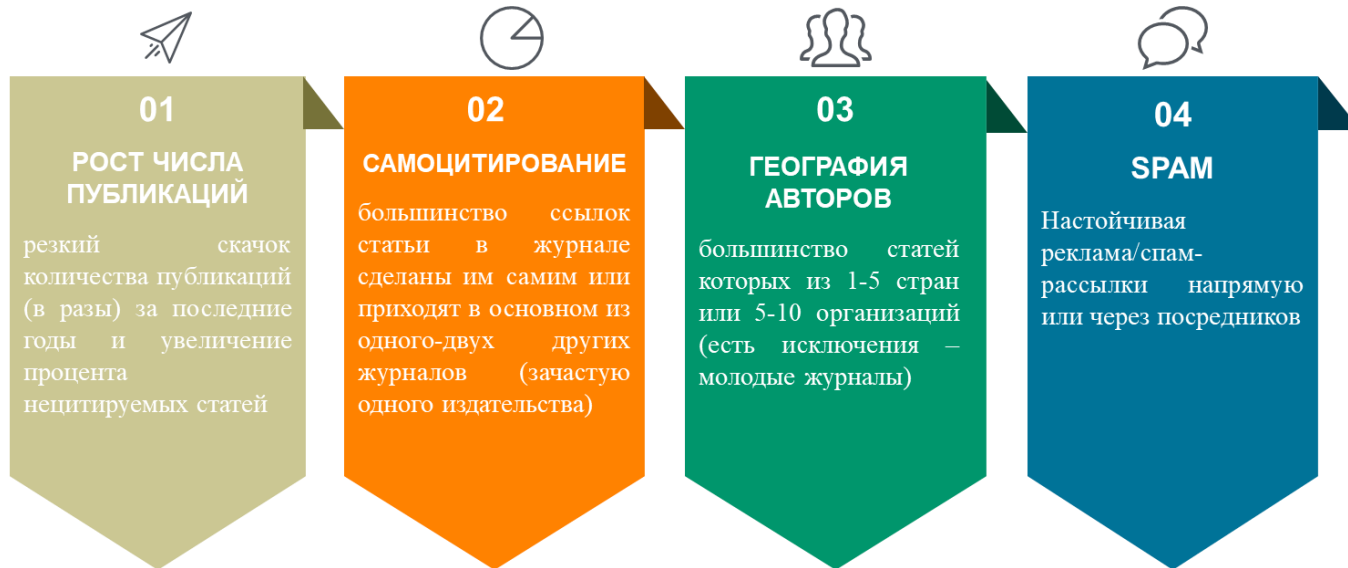 01
РОСТ ЧИСЛА
ПУБЛИКАЦИЙ
резкий скачок
количества публикаций
(в разы) за последние
годы и увеличение
процента
нецитируемых статей
02
САМОЦИТИРОВАНИЕ
большинство ссылок
статьи в журнале
сделаны им самим или
приходят в основном из
одного-двух других
журналов (зачастую
одного издательства)
03
ГЕОГРАФИЯ
АВТОРОВ
большинство статей
которых из 1-5 стран
или 5-10 организаций
(есть исключения –
молодые журналы)
04
SPAM
Настойчивая
реклама/спам-
рассылки напрямую
или через посредников